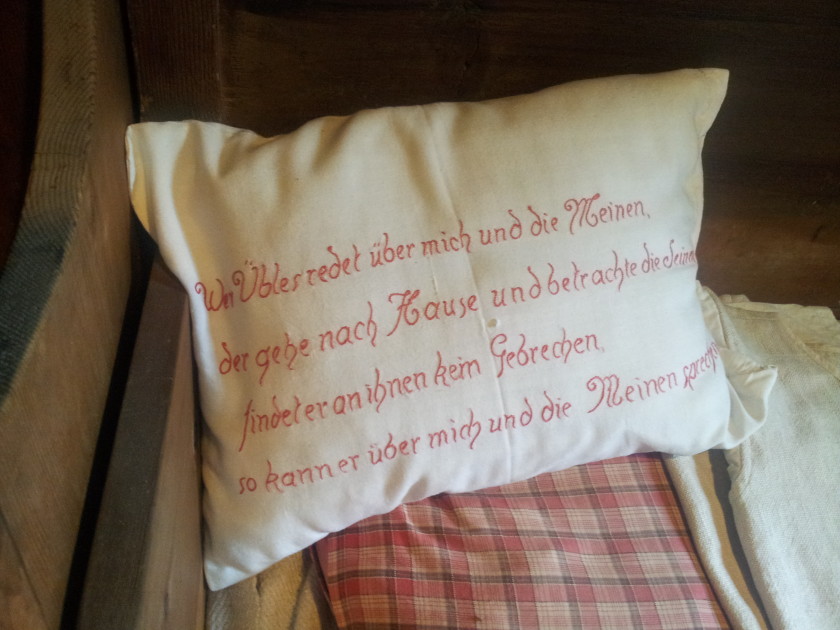 Wer Übles redet über mich und die Meinen,
der gehe nach Hause und betrachte die Seinen
findet er an ihnen kein Gebrechen,
so kann er über mich und die Meinen sprechen